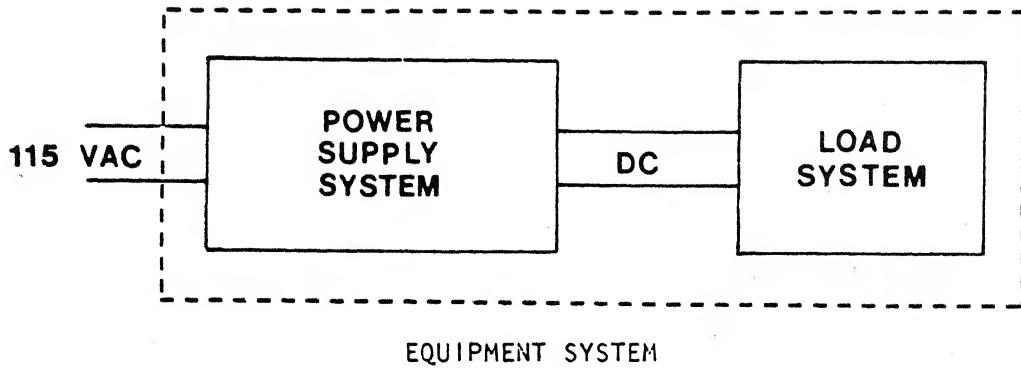 115 VAC
POWER
SUPPLY
SYSTEM
DC
LOAD
SYSTEM
EQUIPMENT SYSTEM